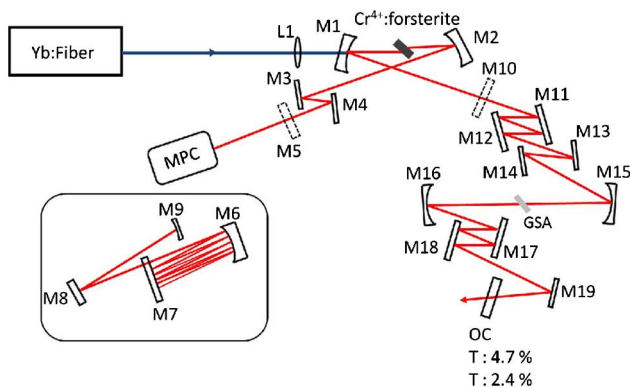 Yb:Fiber
L1
M1
Cr⁴⁺:forsterite
M2
M3
M4
M5
MPC
M10
M11
M12
M13
M14
M15
M16
GSA
M17
M18
M19
OC
T : 4.7 %
T : 2.4 %
M9
M6
M8
M7